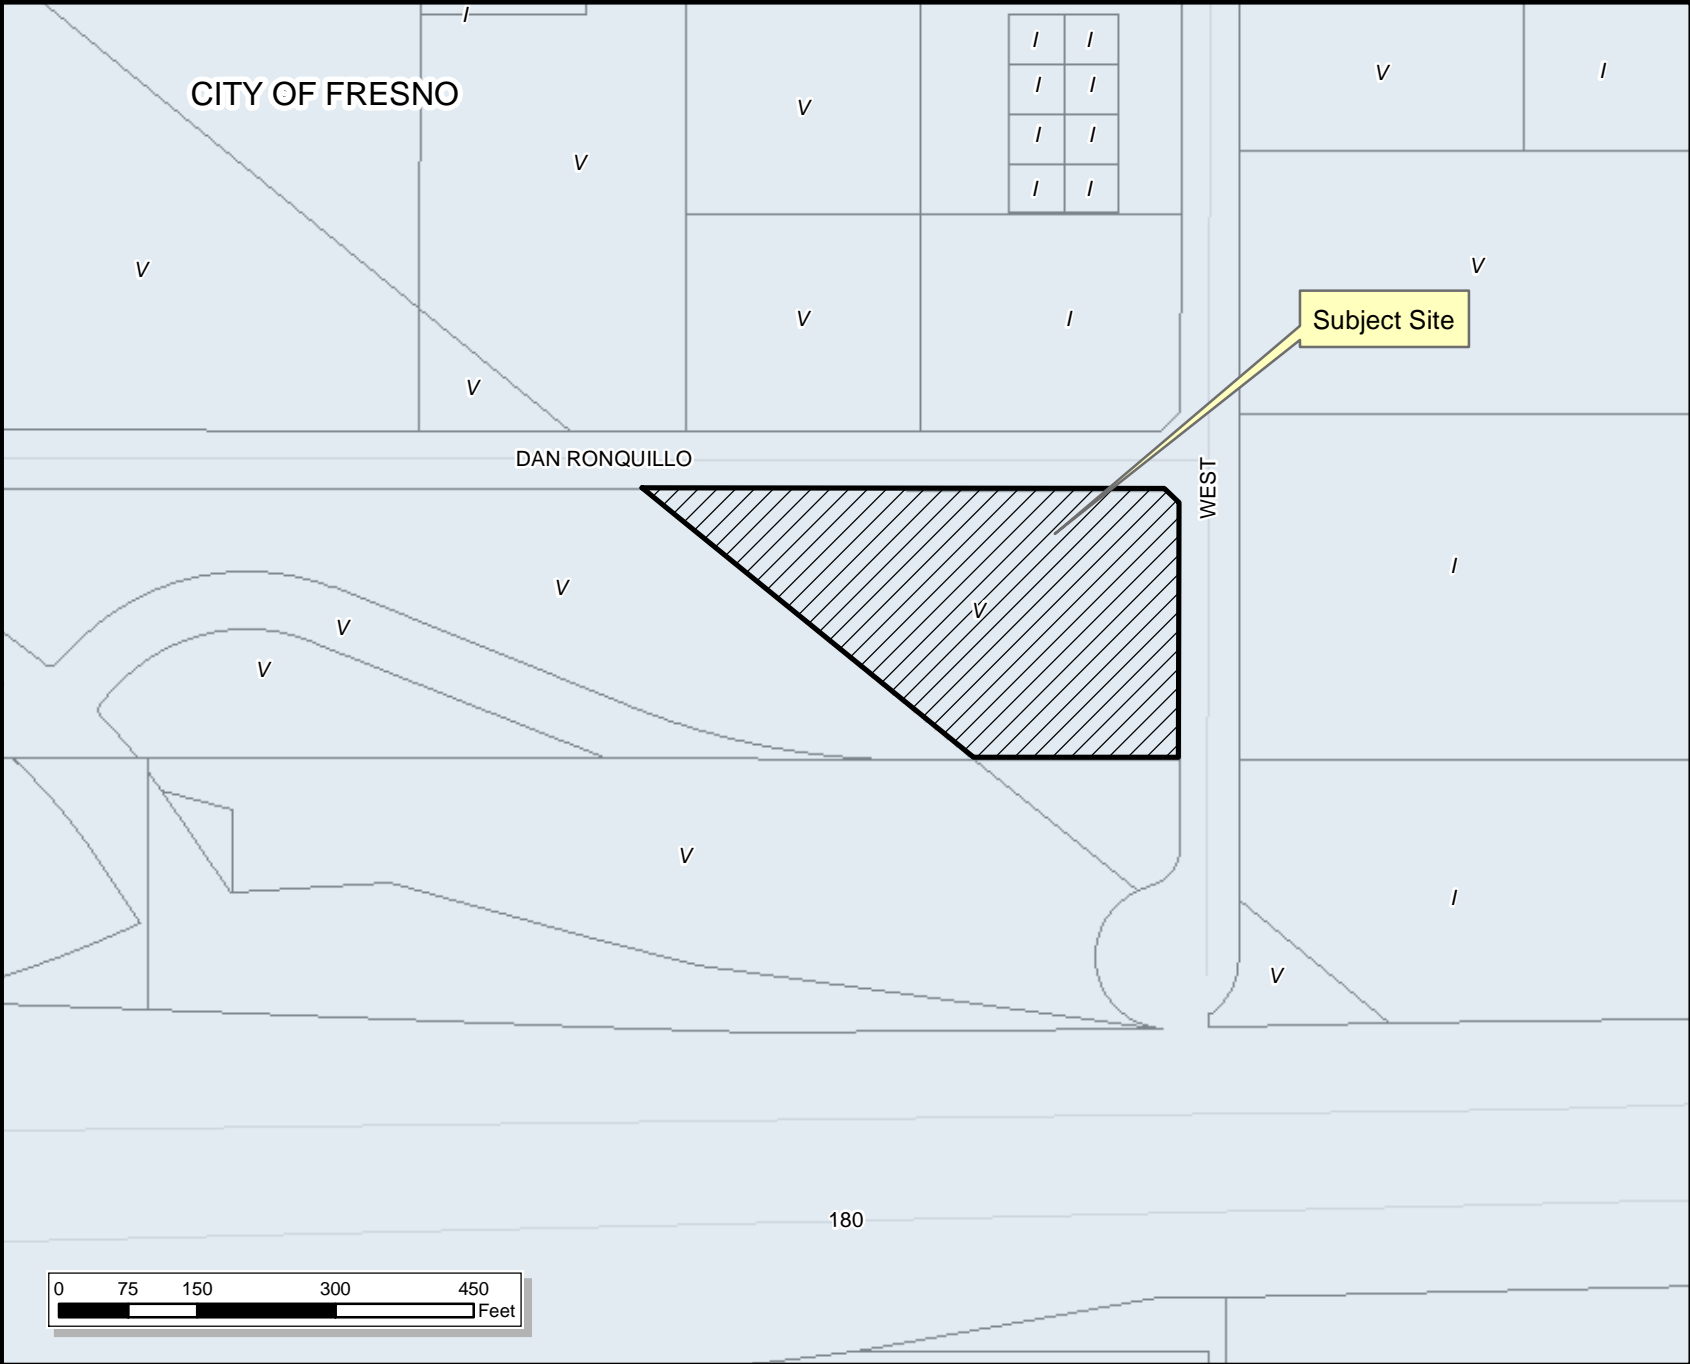 I
CITY OF FRESNO
I I
V I
I I
V
I I
V
I I
V
V
V
V I
Subject Site
V
DAN RONQUILLO
WEST
I
V
V
V
V
V
I
V
180
0 75 150 300 450
Feet